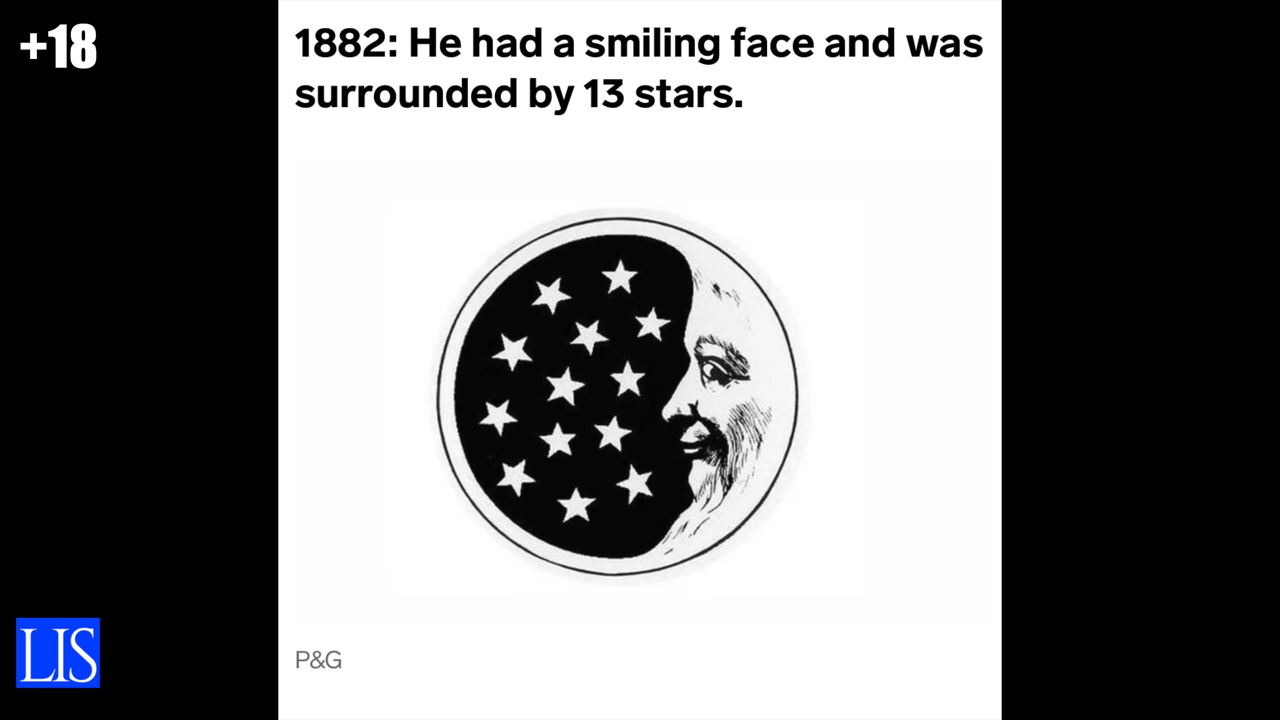 +18
1882: He had a smiling face and was
surrounded by 13 stars.
P&G
LIS